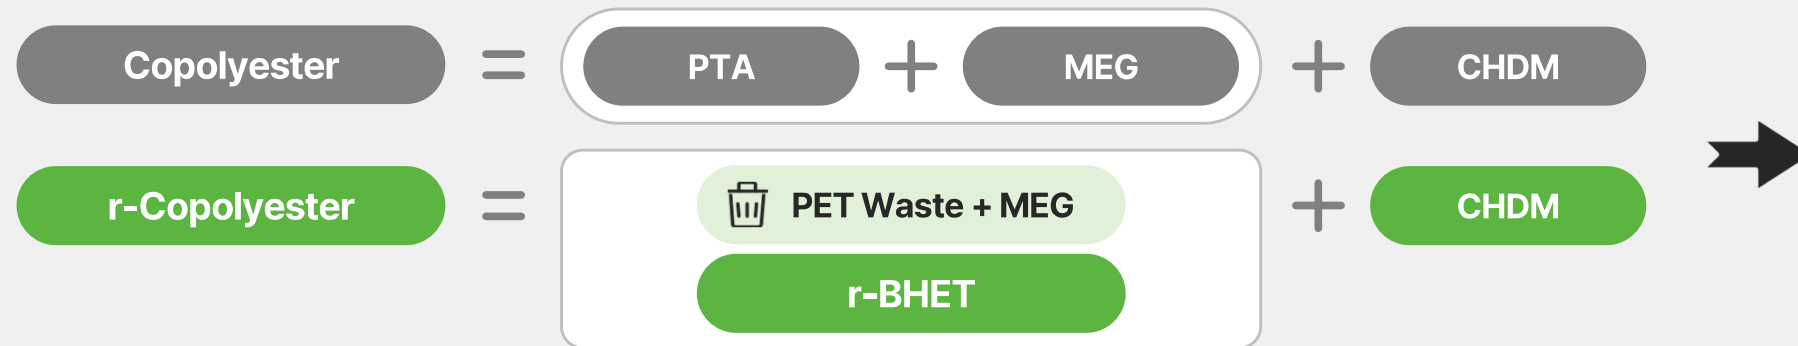 Copolyester = PTA + MEG + CHDM
r-Copolyester = PET Waste + MEG + CHDM
r-BHET